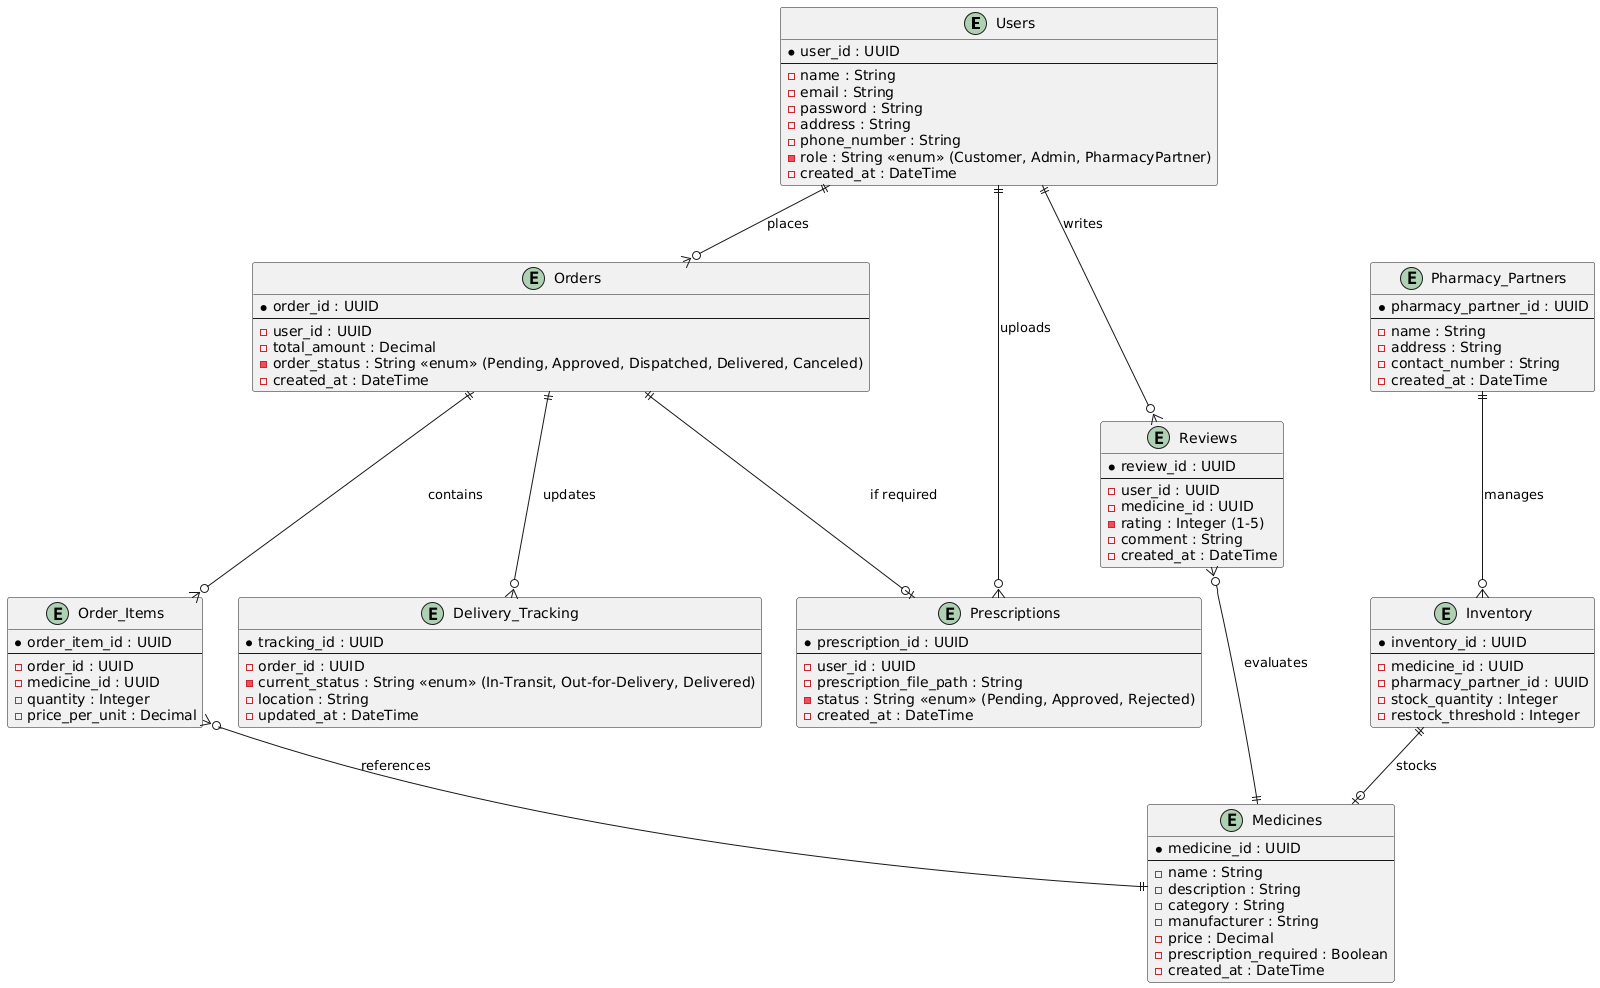 E Users
user_id : UUID
name : String
email : String
password : String
address : String
phone_number : String
role : String «enum» (Customer, Admin, PharmacyPartner)
created_at : DateTime
places
writes
uploads
E Orders
order_id : UUID
user_id : UUID
total_amount : Decimal
order_status : String «enum» (Pending, Approved, Dispatched, Delivered, Canceled)
created_at : DateTime
E Pharmacy_Partners
pharmacy_partner_id : UUID
name : String
address : String
contact_number : String
created_at : DateTime
contains
updates
if required
E Reviews
review_id : UUID
user_id : UUID
medicine_id : UUID
rating : Integer (1-5)
comment : String
created_at : DateTime
manages
E Order_Items
order_item_id : UUID
order_id : UUID
medicine_id : UUID
quantity : Integer
price_per_unit : Decimal
E Delivery_Tracking
tracking_id : UUID
order_id : UUID
current_status : String «enum» (In-Transit, Out-for-Delivery, Delivered)
location : String
updated_at : DateTime
E Prescriptions
prescription_id : UUID
user_id : UUID
prescription_file_path : String
status : String «enum» (Pending, Approved, Rejected)
created_at : DateTime
evaluates
E Inventory
inventory_id : UUID
medicine_id : UUID
pharmacy_partner_id : UUID
stock_quantity : Integer
restock_threshold : Integer
references
stocks
E Medicines
medicine_id : UUID
name : String
description : String
category : String
manufacturer : String
price : Decimal
prescription_required : Boolean
created_at : DateTime